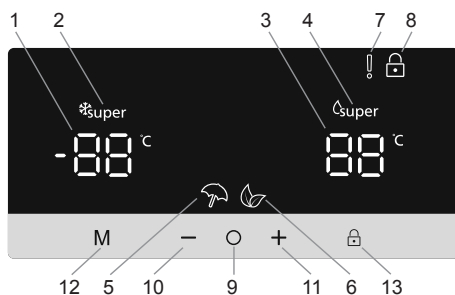 1 2 3 4 7 8
super super
-88 °C 88 °C
M − O +
12 5 10 9 11 6 13